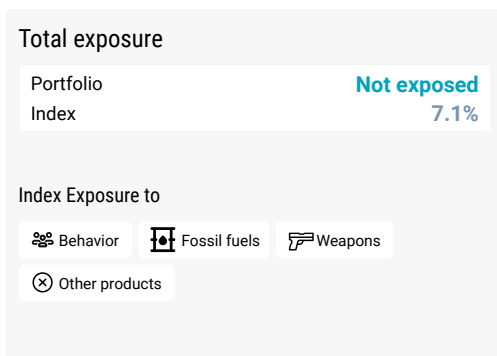 Total exposure
Portfolio Not exposed
Index 7.1%
Index Exposure to
Behavior Fossil fuels Weapons
Other products